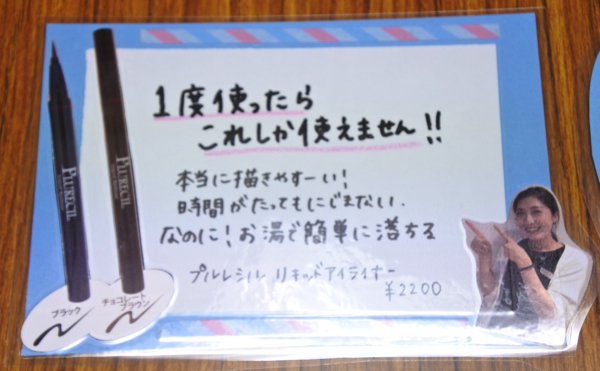 1度使ったら
これしか使えません!!
本当に描きやすーい!
時間がたってもにじまない.
なのに!お湯で簡単に落ちる
プルレシル リキッドアイライナー
¥2200
PLURECIL
PLURECIL
ブラック
チョコレート
ブラウン